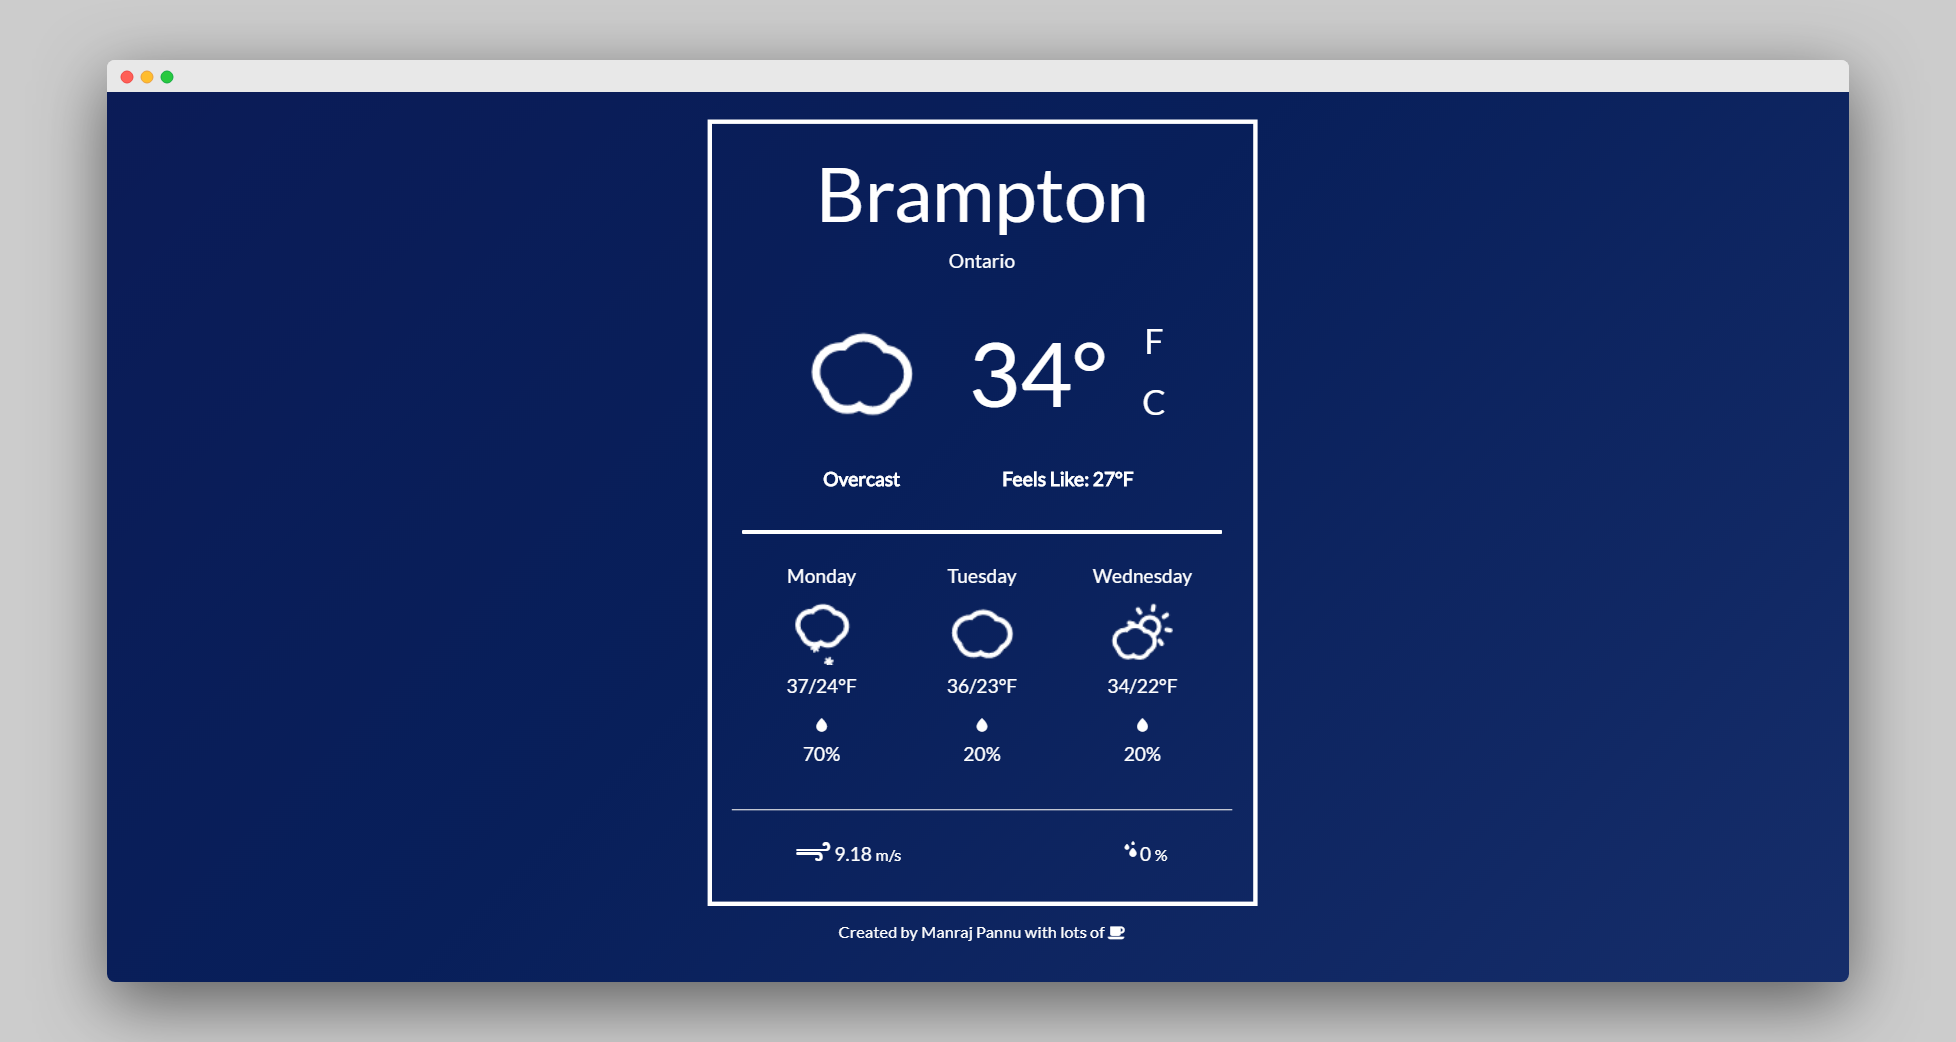 Brampton
Ontario
34° F
C
Overcast Feels Like: 27°F
Monday Tuesday Wednesday
37/24°F 36/23°F 34/22°F
70% 20% 20%
9.18 m/s 0 %
Created by Manraj Pannu with lots of